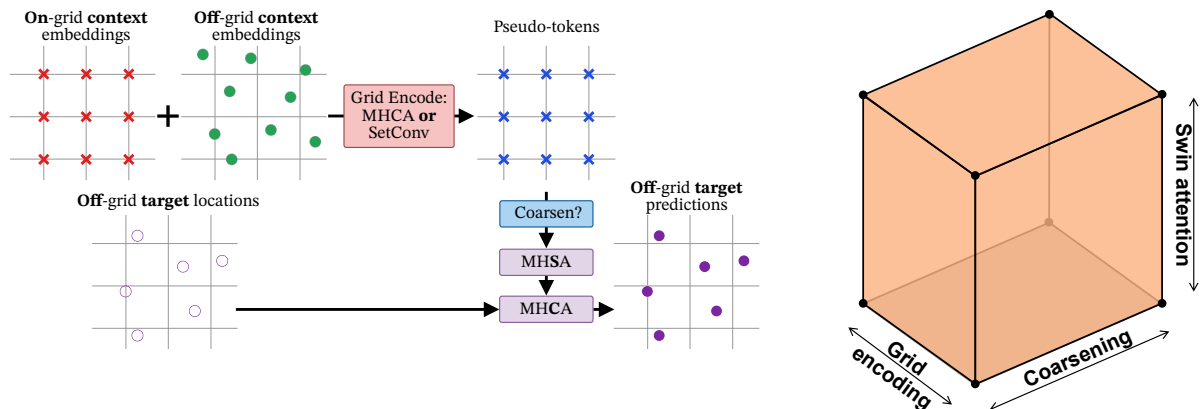 On-grid context
embeddings
Off-grid context
embeddings
Pseudo-tokens
Grid Encode:
MHCA or
SetConv
Off-grid target locations
Coarsen?
MHSA
MHCA
Off-grid target
predictions
Swin attention
Grid
encoding
Coarsening